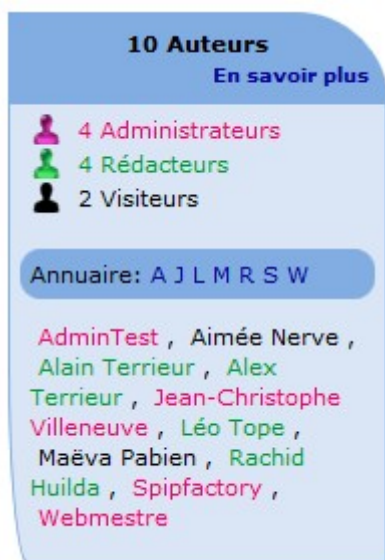 10 Auteurs
En savoir plus
4 Administrateurs
4 Rédacteurs
2 Visiteurs
Annuaire: A J L M R S W
AdminTest , Aimée Nerve ,
Alain Terrieur , Alex
Terrieur , Jean-Christophe
Villeneuve , Léo Tope ,
Maëva Pabien , Rachid
Huilda , Spipfactory ,
Webmestre